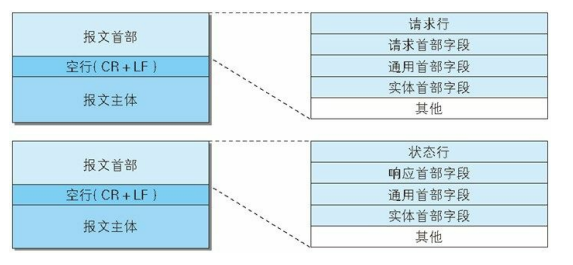 报文首部
空行(CR+LF)
报文主体
请求行
请求首部字段
通用首部字段
实体首部字段
其他
报文首部
空行(CR+LF)
报文主体
状态行
响应首部字段
通用首部字段
实体首部字段
其他